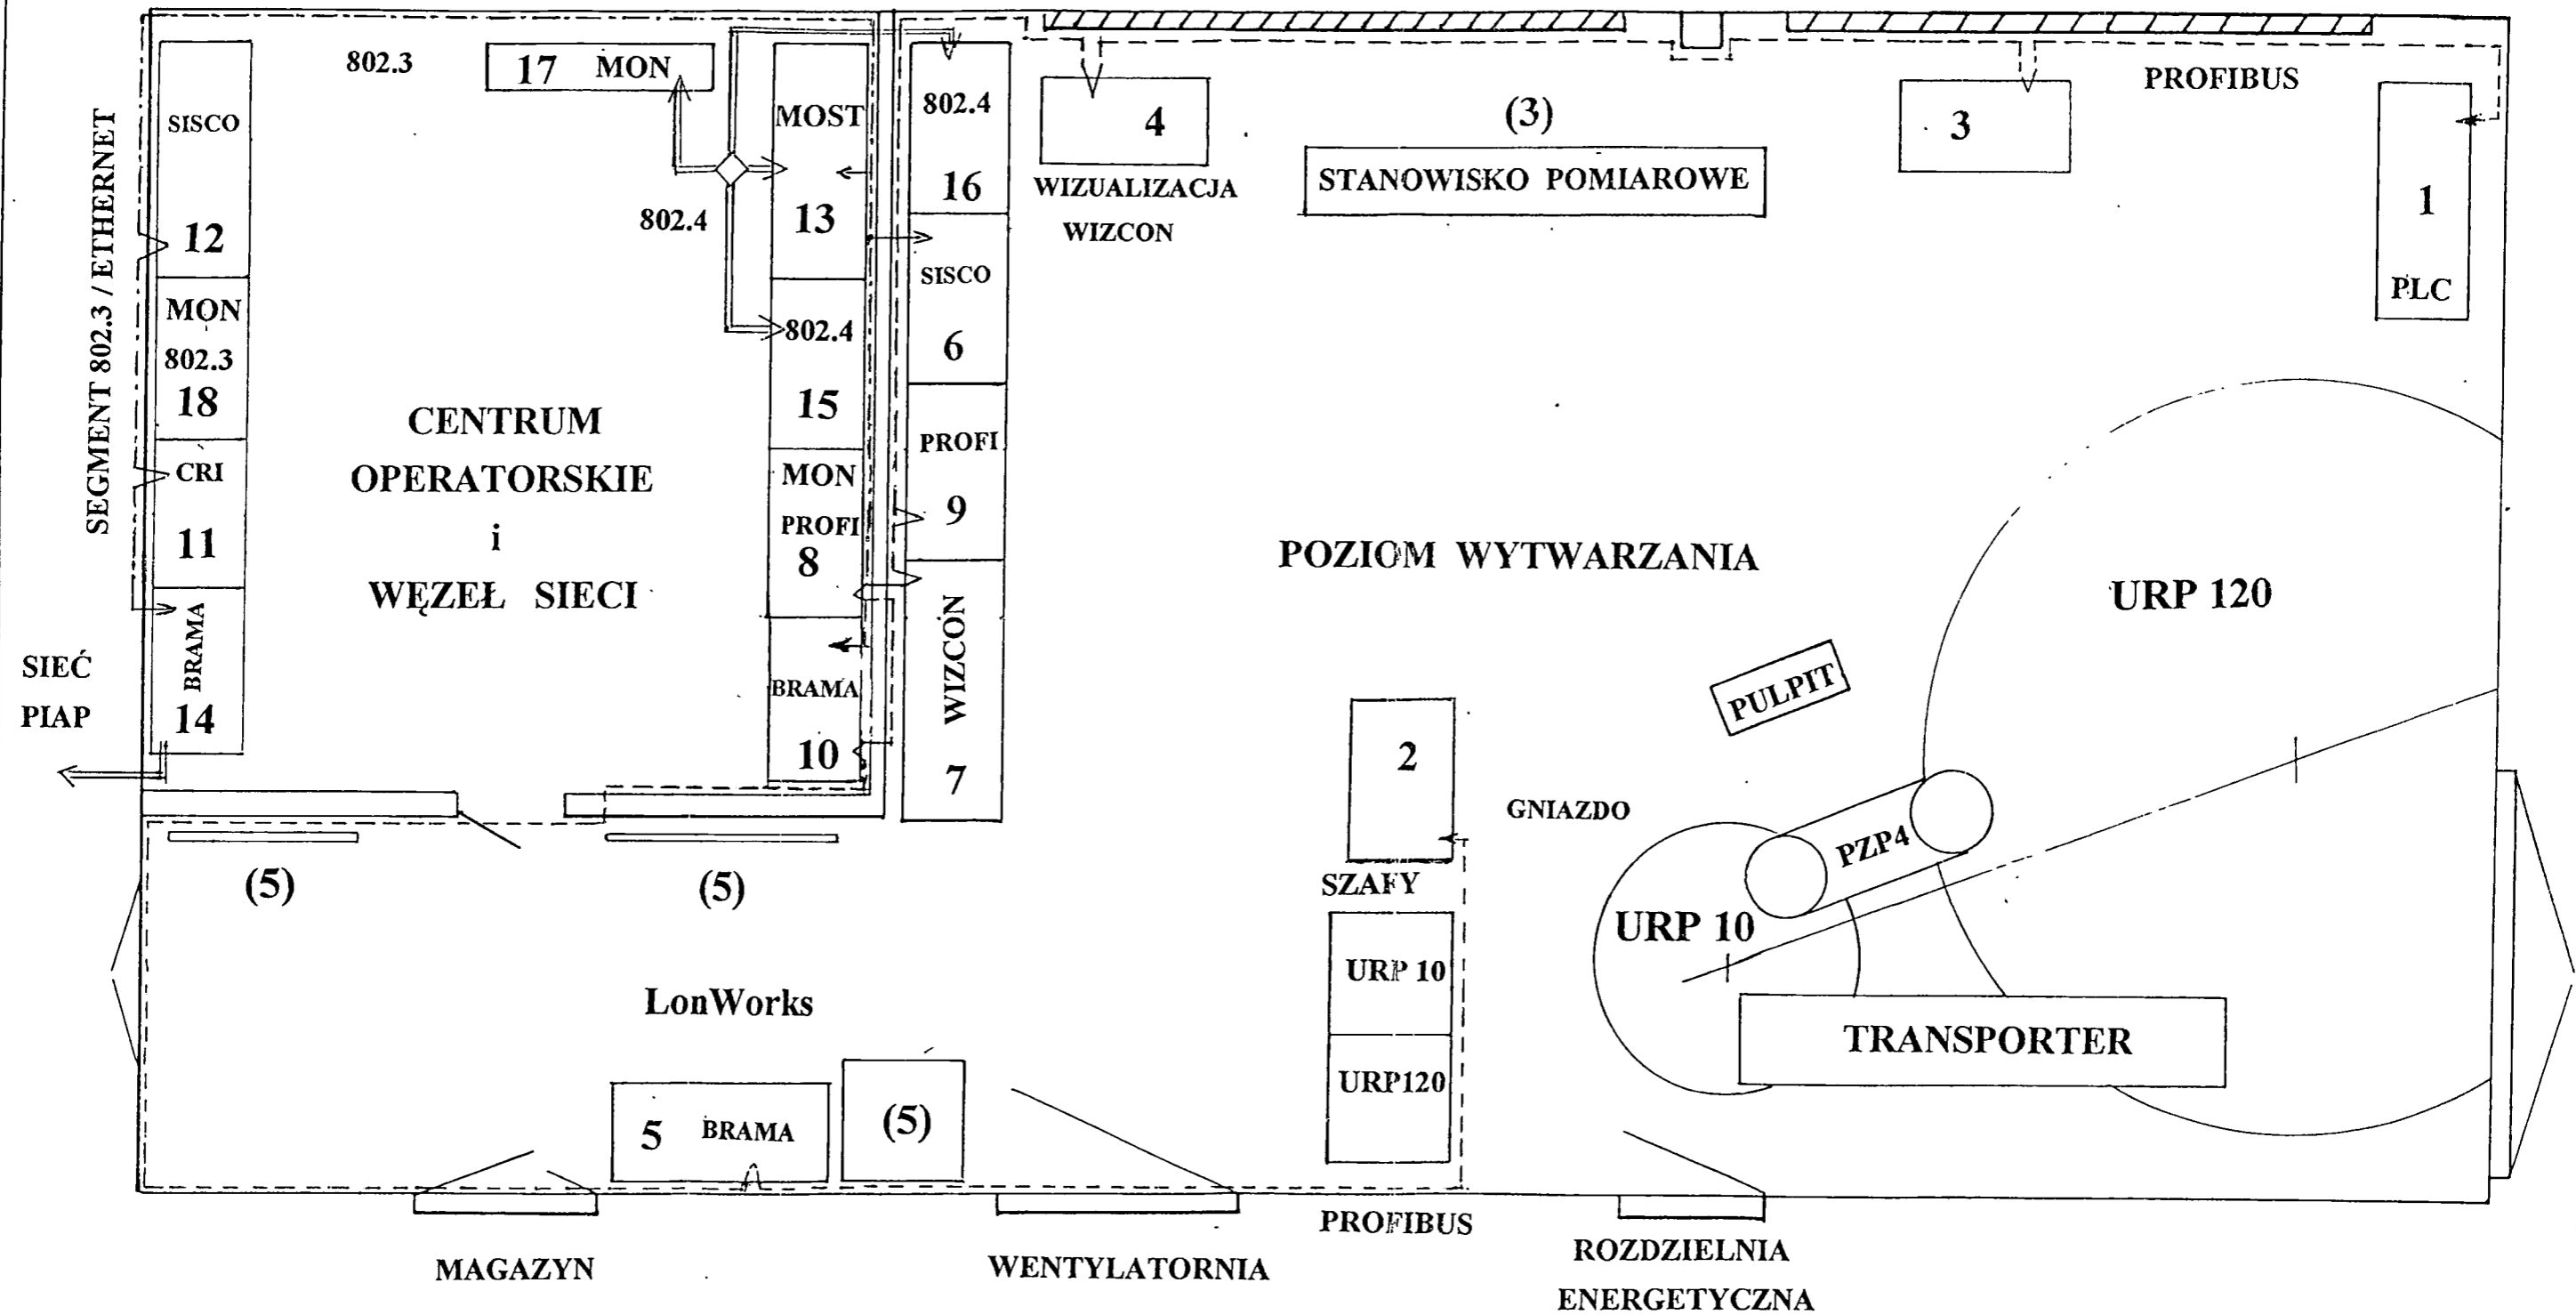 SEGMENT 802.3 / ETHERNET
SIEĆ
PIAP
SISCO
12
MON
802.3
18
CRI
11
BRAMA
14
802.3
17 MON
802.4
CENTRUM
OPERATORSKIE
i
WĘZEŁ SIECI
MOST
13
802.4
15
MON
PROFI
8
BRAMA
10
802.4
16
SISCO
6
PROFI
9
WIZCON
7
4
WIZUALIZACJA
WIZCON
(3)
STANOWISKO POMIAROWE
3
PROFIBUS
1
PLC
POZIOM WYTWARZANIA
URP 120
PULPIT
2
GNIAZDO
PZP4
SZAFY
URP 10
URP 10
URP120
TRANSPORTER
(5)
(5)
LonWorks
5 BRAMA
(5)
PROFIBUS
MAGAZYN
WENTYLATORNIA
ROZDZIELNIA
ENERGETYCZNA